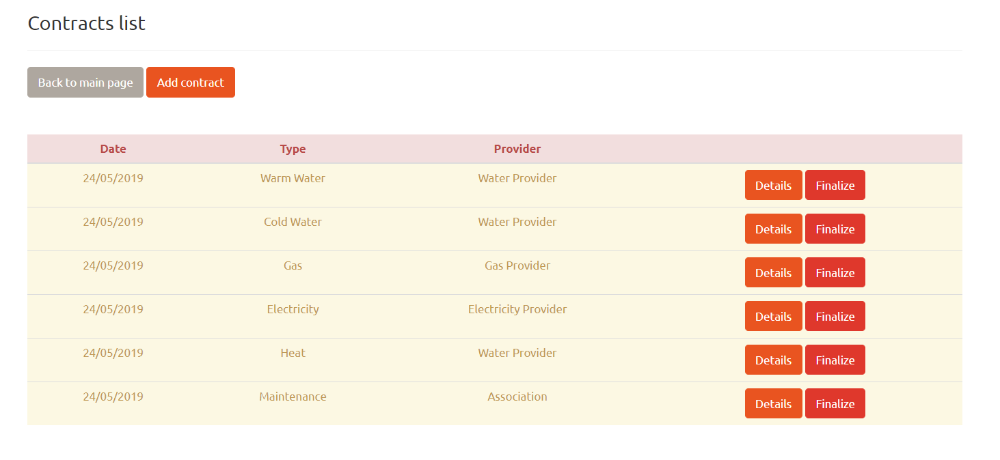 Contracts list
Back to main page Add contract
Date Type Provider
24/05/2019 Warm Water Water Provider Details Finalize
24/05/2019 Cold Water Water Provider Details Finalize
24/05/2019 Gas Gas Provider Details Finalize
24/05/2019 Electricity Electricity Provider Details Finalize
24/05/2019 Heat Water Provider Details Finalize
24/05/2019 Maintenance Association Details Finalize